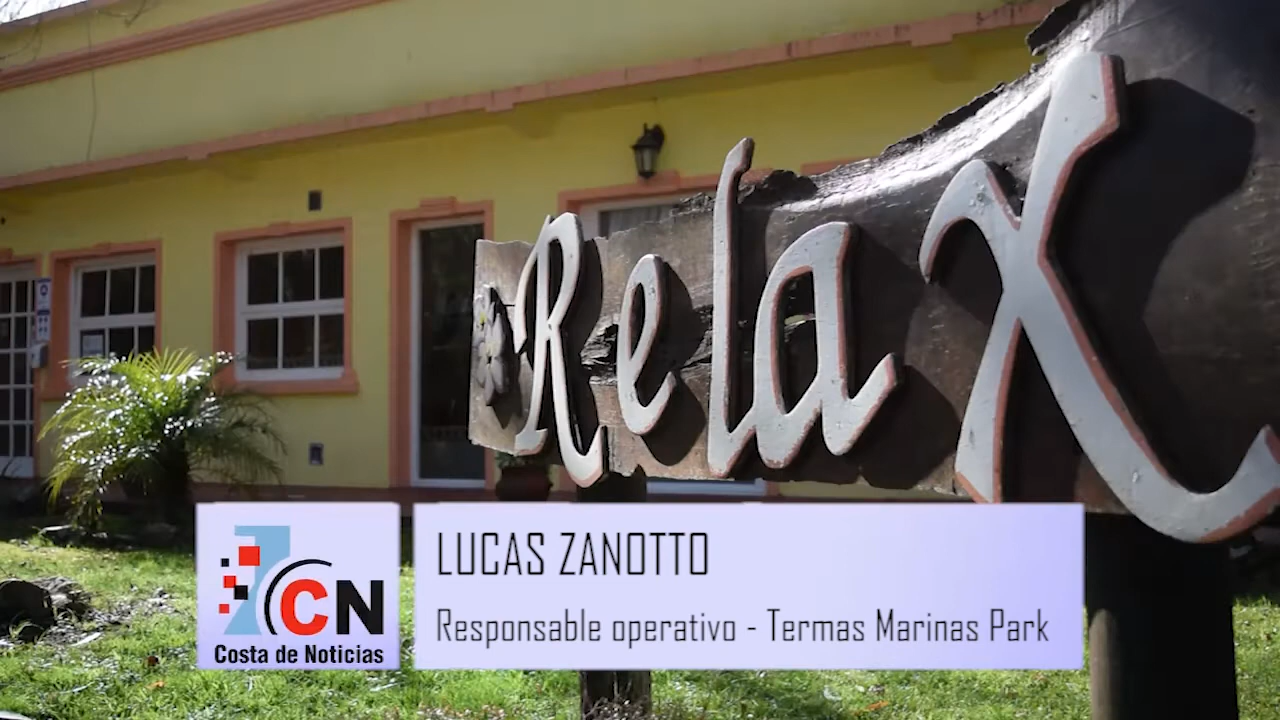 Relax
LUCAS ZANOTTO
Responsable operativo - Termas Marinas Park
CN
Costa de Noticias